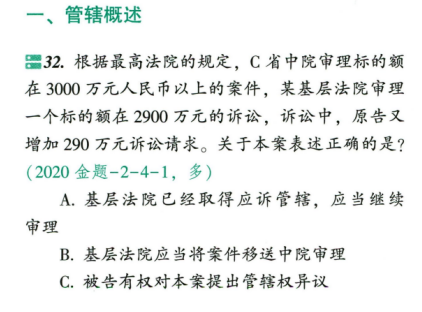 一、管辖概述
32. 根据最高法院的规定，C 省中院审理标的额
在 3000 万元人民币以上的案件，某基层法院审理
一个标的额在 2900 万元的诉讼，诉讼中，原告又
增加 290 万元诉讼请求。关于本案表述正确的是？
(2020 金题-2-4-1，多)
A. 基层法院已经取得应诉管辖，应当继续
审理
B. 基层法院应当将案件移送中院审理
C. 被告有权对本案提出管辖权异议